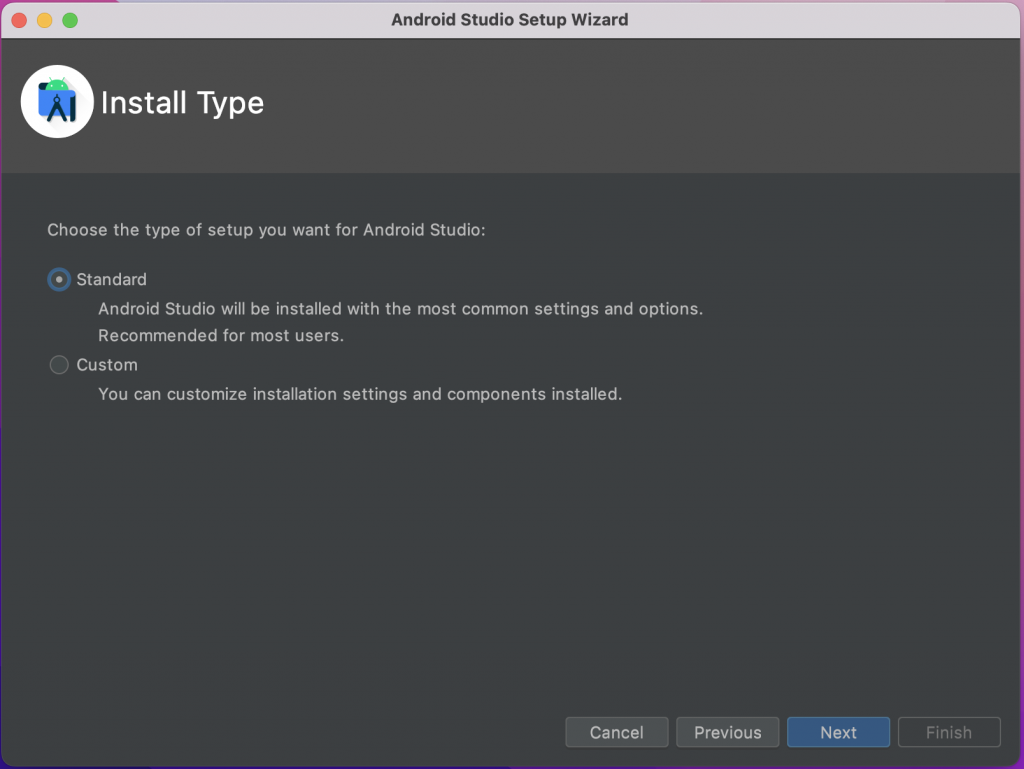 Android Studio Setup Wizard
Install Type
Choose the type of setup you want for Android Studio:
Standard
Android Studio will be installed with the most common settings and options.
Recommended for most users.
Custom
You can customize installation settings and components installed.
Cancel Previous Next Finish